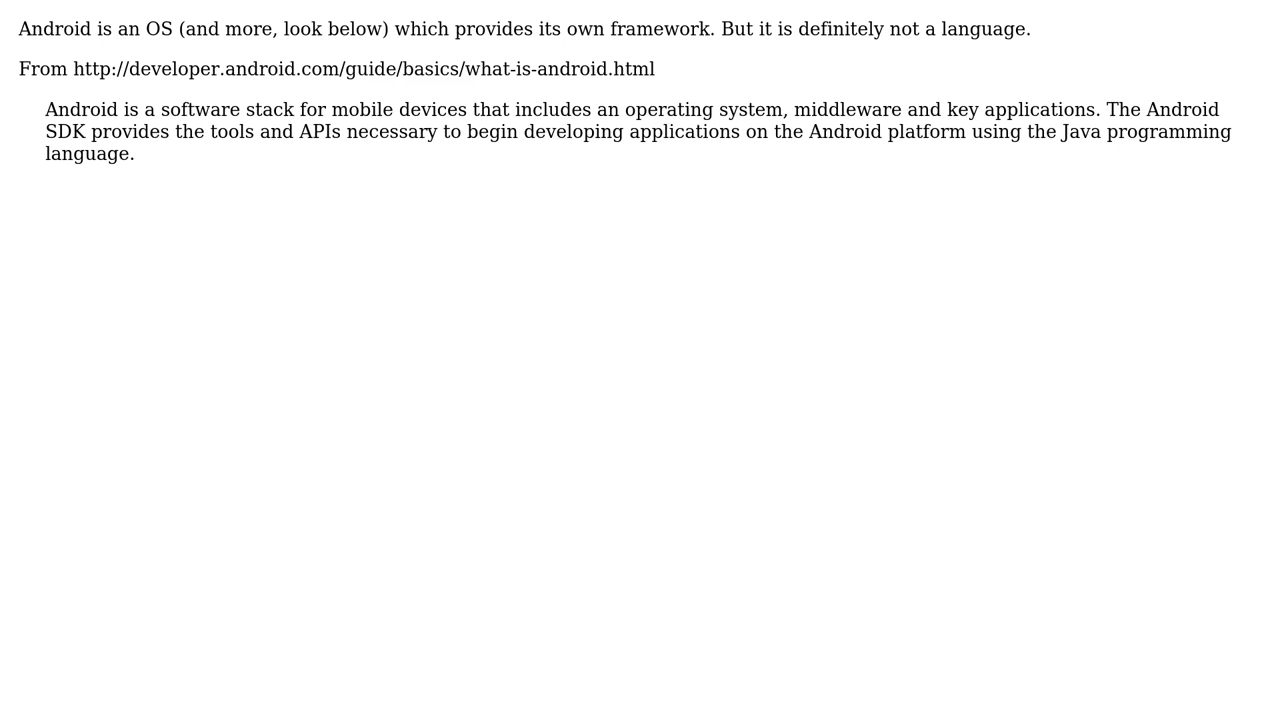 Android is an OS (and more, look below) which provides its own framework. But it is definitely not a language.
From http://developer.android.com/guide/basics/what-is-android.html
Android is a software stack for mobile devices that includes an operating system, middleware and key applications. The Android
SDK provides the tools and APIs necessary to begin developing applications on the Android platform using the Java programming
language.